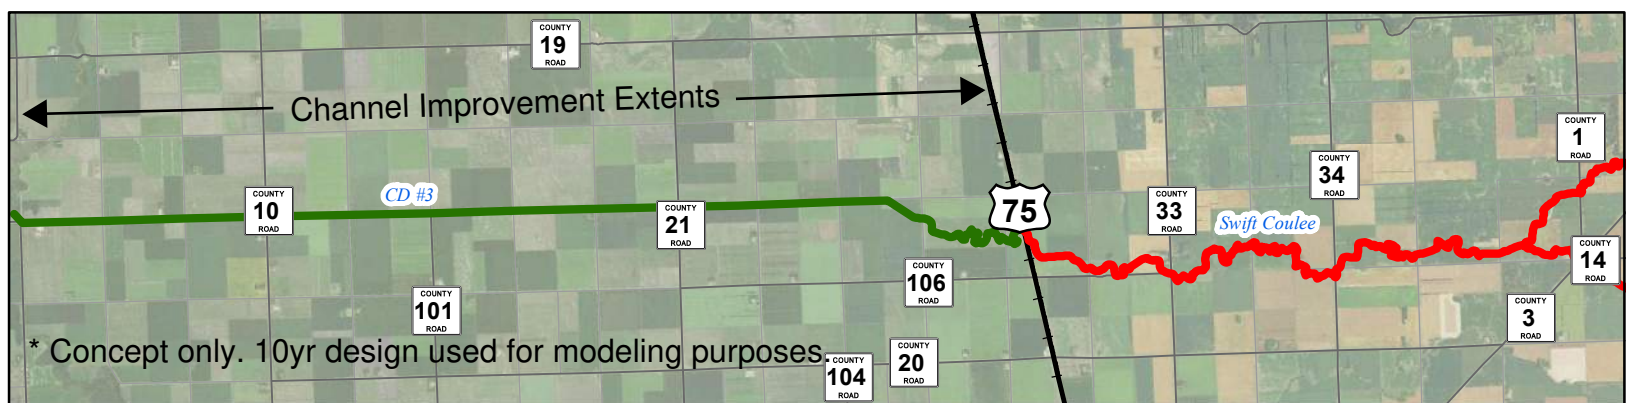 COUNTY
19
ROAD
Channel Improvement Extents
COUNTY
1
ROAD
COUNTY
34
ROAD
CD #3
COUNTY
10
ROAD
COUNTY
21
ROAD
75
COUNTY
33
ROAD
Swift Coulee
COUNTY
14
ROAD
COUNTY
106
ROAD
COUNTY
101
ROAD
COUNTY
3
ROAD
* Concept only. 10yr design used for modeling purposes.
COUNTY
104
ROAD
COUNTY
20
ROAD